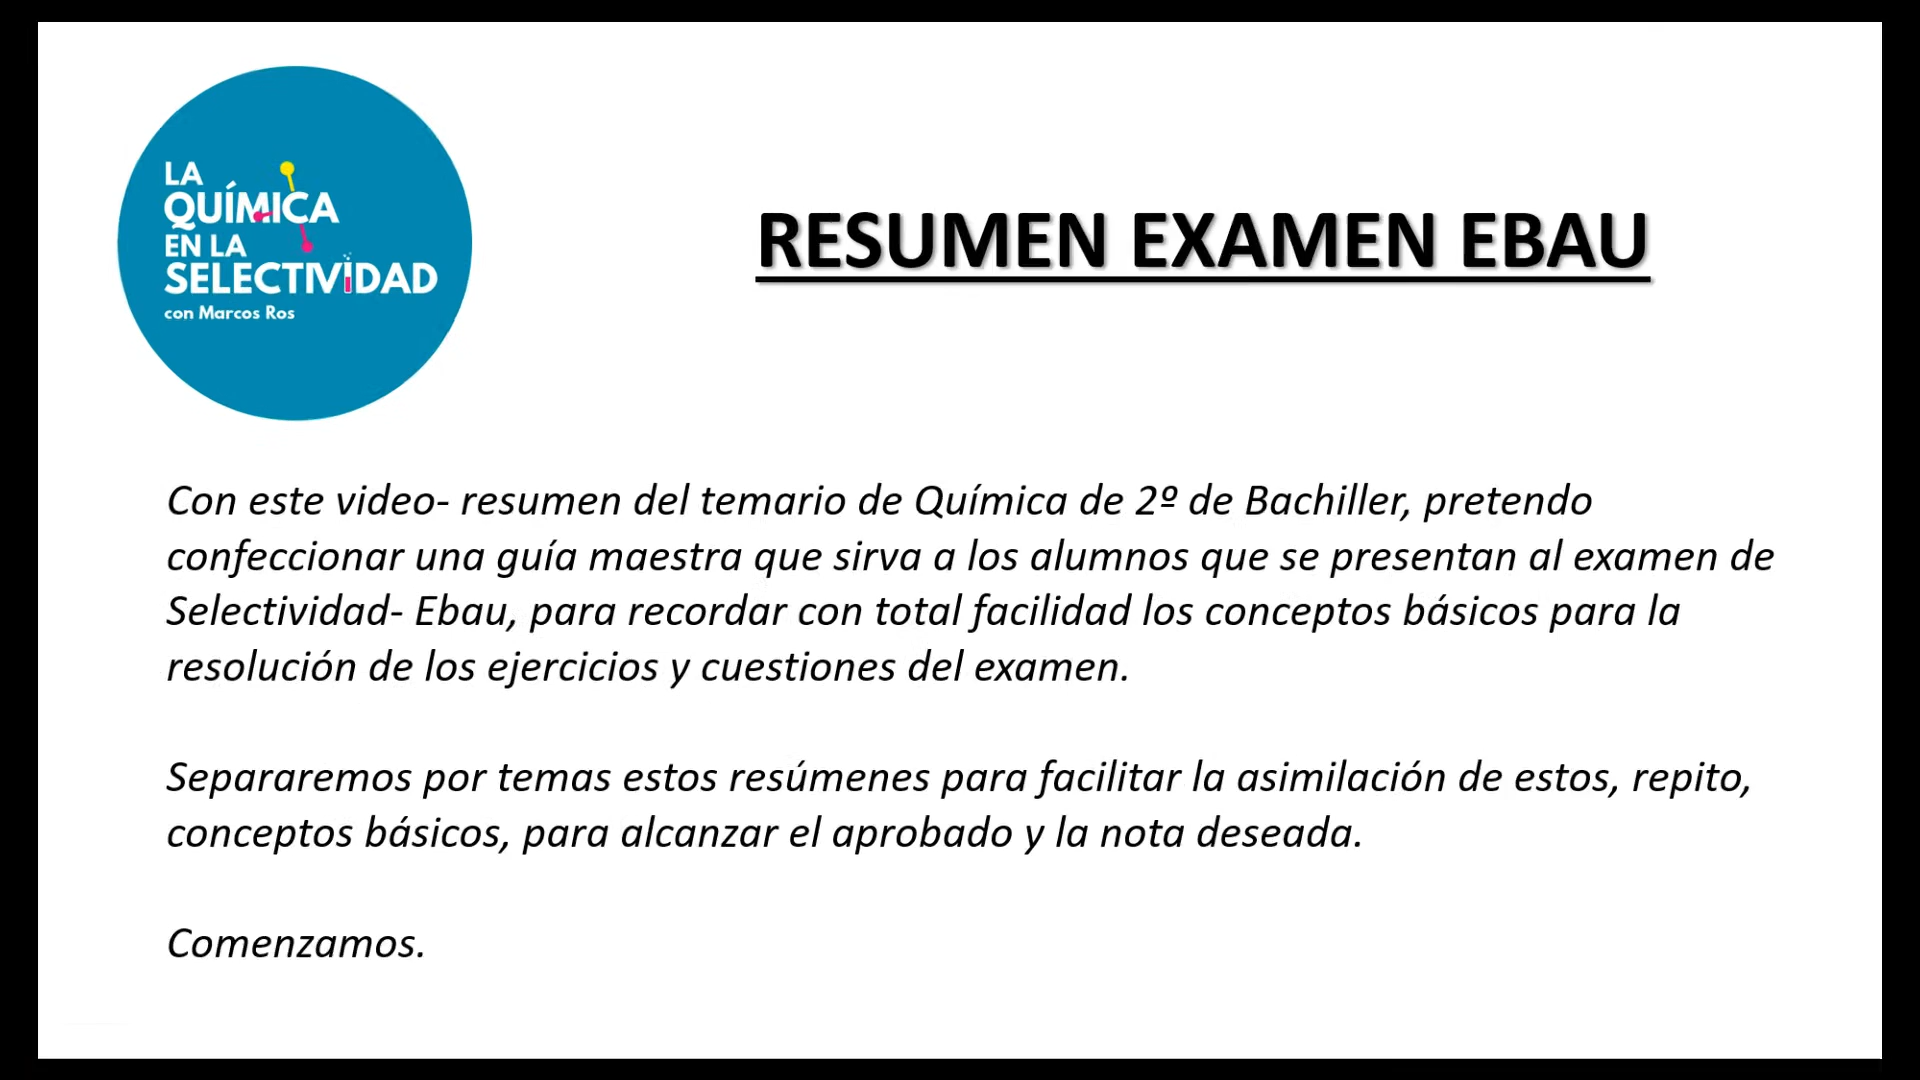 LA
QUÍMICA
EN LA
SELECTIVIDAD
con Marcos Ros
RESUMEN EXAMEN EBAU
Con este video- resumen del temario de Química de 2º de Bachiller, pretendo
confeccionar una guía maestra que sirva a los alumnos que se presentan al examen de
Selectividad- Ebau, para recordar con total facilidad los conceptos básicos para la
resolución de los ejercicios y cuestiones del examen.
Separaremos por temas estos resúmenes para facilitar la asimilación de estos, repito,
conceptos básicos, para alcanzar el aprobado y la nota deseada.
Comenzamos.